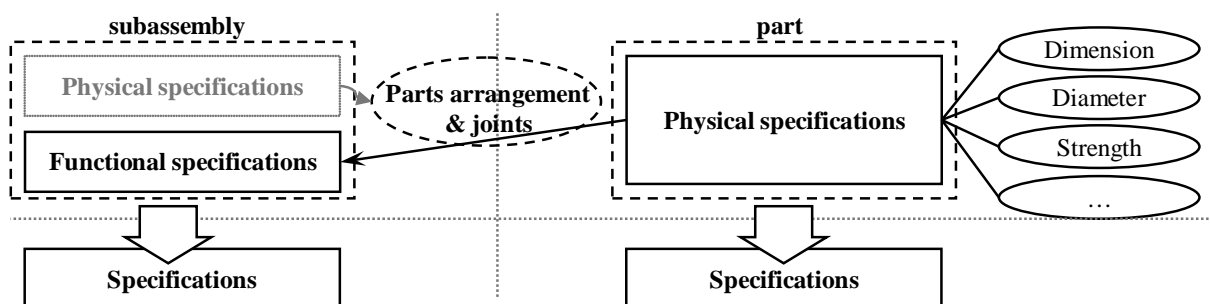 subassembly
part
Physical specifications
Parts arrangement
& joints
Functional specifications
Physical specifications
Dimension
Diameter
Strength
…
Specifications
Specifications